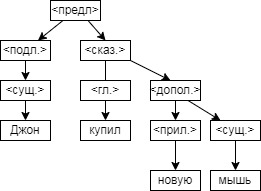 <предл>
<подл.> <сказ.>
<сущ.> <гл.> <допол.>
Джон купил <прил.> <сущ.>
новую мышь